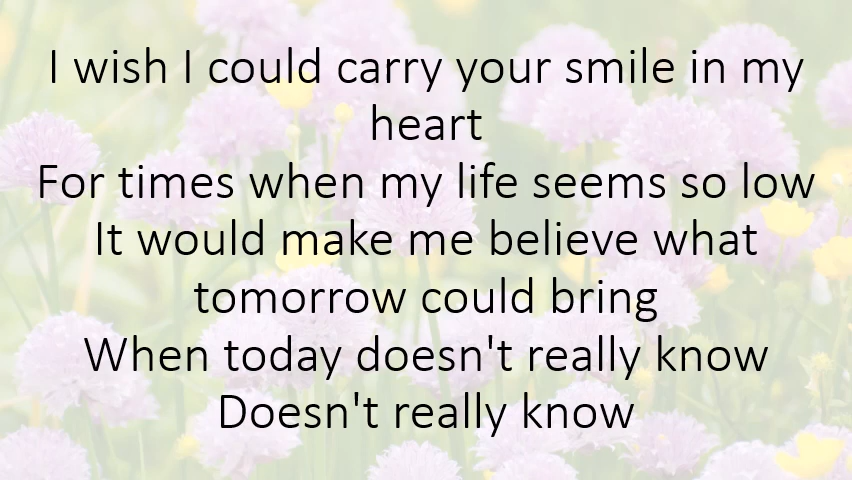 I wish I could carry your smile in my
heart
For times when my life seems so low
It would make me believe what
tomorrow could bring
When today doesn't really know
Doesn't really know